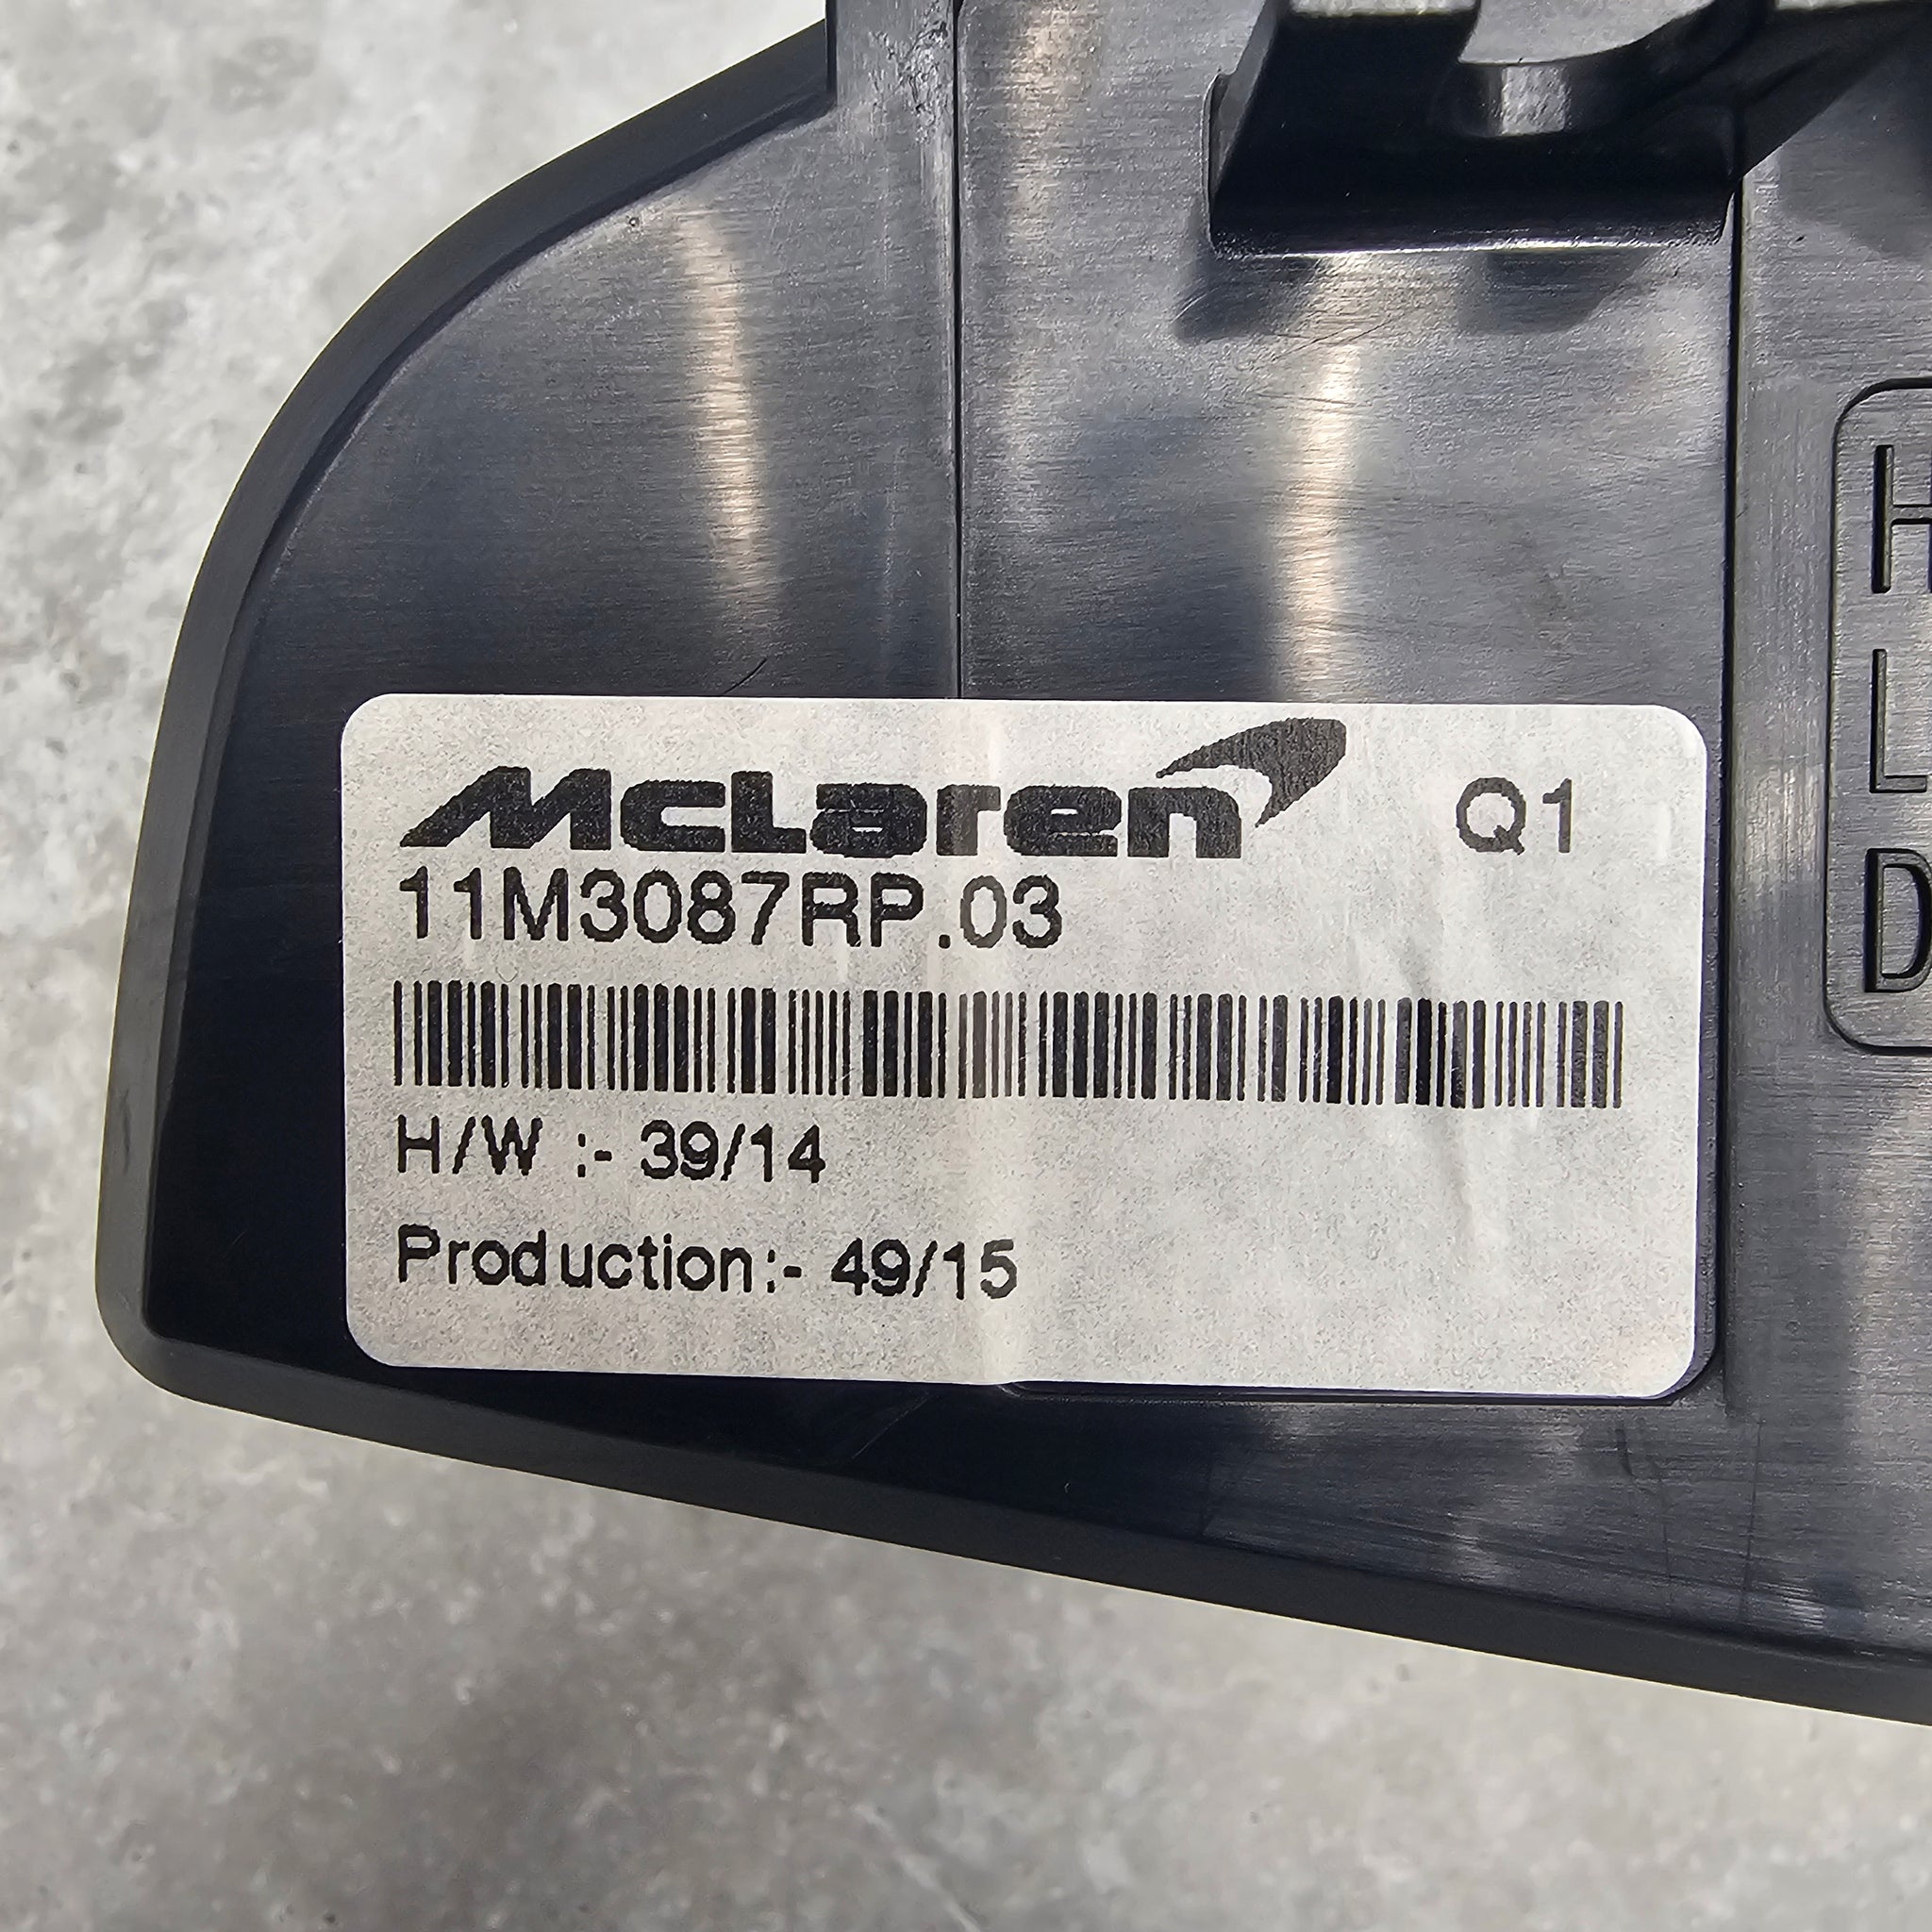 McLaren Q1
11M3087RP.03
H/W :- 39/14
Production:- 49/15
H
L
D